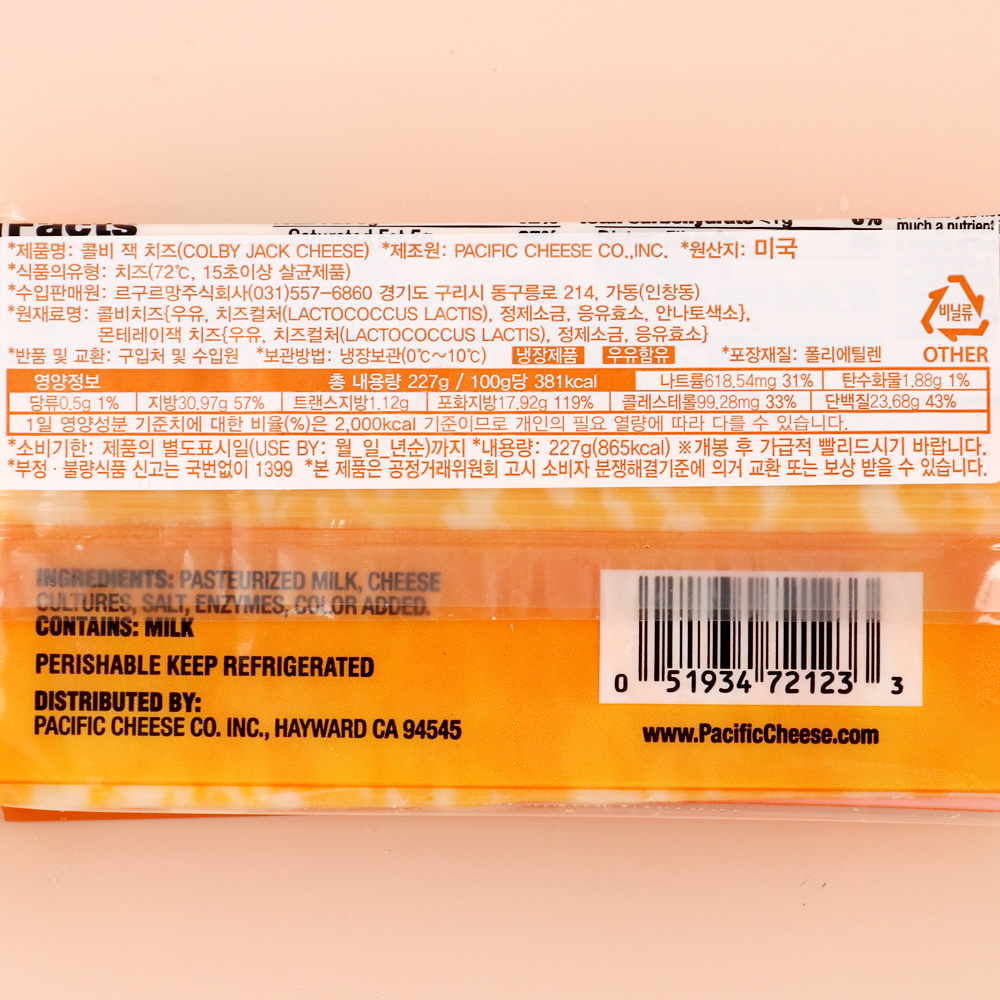 Facts
Saturated Fat 5g
Total Carbohydrate <1g 0%
much a nutrient
*제품명: 콜비 잭 치즈(COLBY JACK CHEESE) *제조원: PACIFIC CHEESE CO.,INC. *원산지: 미국
*식품의유형: 치즈(72℃, 15초이상 살균제품)
*수입판매원: 르구르망주식회사(031)557-6860 경기도 구리시 동구릉로 214, 가동(인창동)
*원재료명: 콜비치즈{우유, 치즈컬처(LACTOCOCCUS LACTIS), 정제소금, 응유효소, 안나토색소},
몬테레이잭 치즈{우유, 치즈컬처(LACTOCOCCUS LACTIS), 정제소금, 응유효소}
비닐류
*반품 및 교환: 구입처 및 수입원 *보관방법: 냉장보관(0℃~10℃) 냉장제품 우유함유 *포장재질: 폴리에틸렌 OTHER
영양정보 총 내용량 227g / 100g당 381kcal 나트륨618.54mg 31% 탄수화물1.88g 1%
당류0.5g 1% 지방30.97g 57% 트랜스지방1.12g 포화지방17.92g 119% 콜레스테롤99.28mg 33% 단백질23.68g 43%
1일 영양성분 기준치에 대한 비율(%)은 2,000kcal 기준이므로 개인의 필요 열량에 따라 다를 수 있습니다.
*소비기한: 제품의 별도표시일(USE BY: 월_일_년순)까지 *내용량: 227g(865kcal) ※개봉 후 가급적 빨리드시기 바랍니다.
*부정·불량식품 신고는 국번없이 1399 *본 제품은 공정거래위원회 고시 소비자 분쟁해결기준에 의거 교환 또는 보상 받을 수 있습니다.
INGREDIENTS: PASTEURIZED MILK, CHEESE
CULTURES, SALT, ENZYMES, COLOR ADDED.
CONTAINS: MILK
PERISHABLE KEEP REFRIGERATED
DISTRIBUTED BY:
PACIFIC CHEESE CO. INC., HAYWARD CA 94545
0 51934 72123 3
www.PacificCheese.com